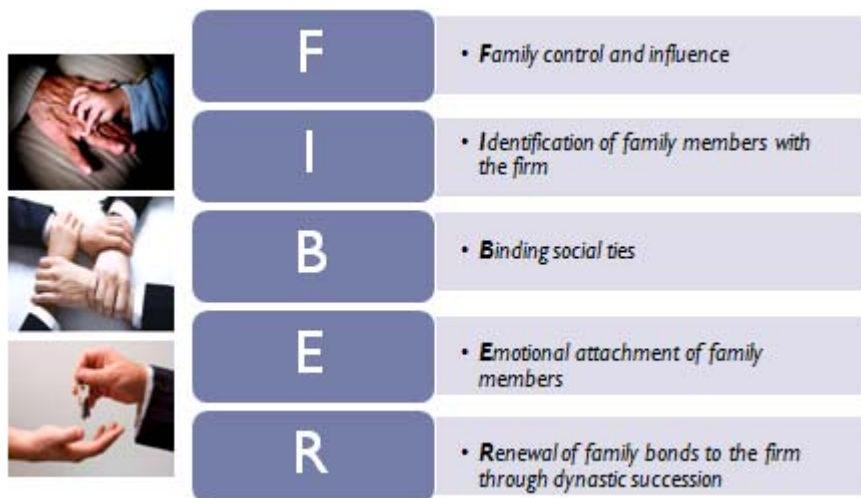 F
• Family control and influence
I
• Identification of family members with
the firm
B
• Binding social ties
E
• Emotional attachment of family
members
R
• Renewal of family bonds to the firm
through dynastic succession